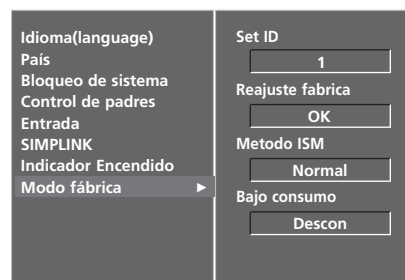 Idioma(language)
País
Bloqueo de sistema
Control de padres
Entrada
SIMPLINK
Indicador Encendido
Modo fábrica ►
Set ID
1
Reajuste fabrica
OK
Metodo ISM
Normal
Bajo consumo
Descon